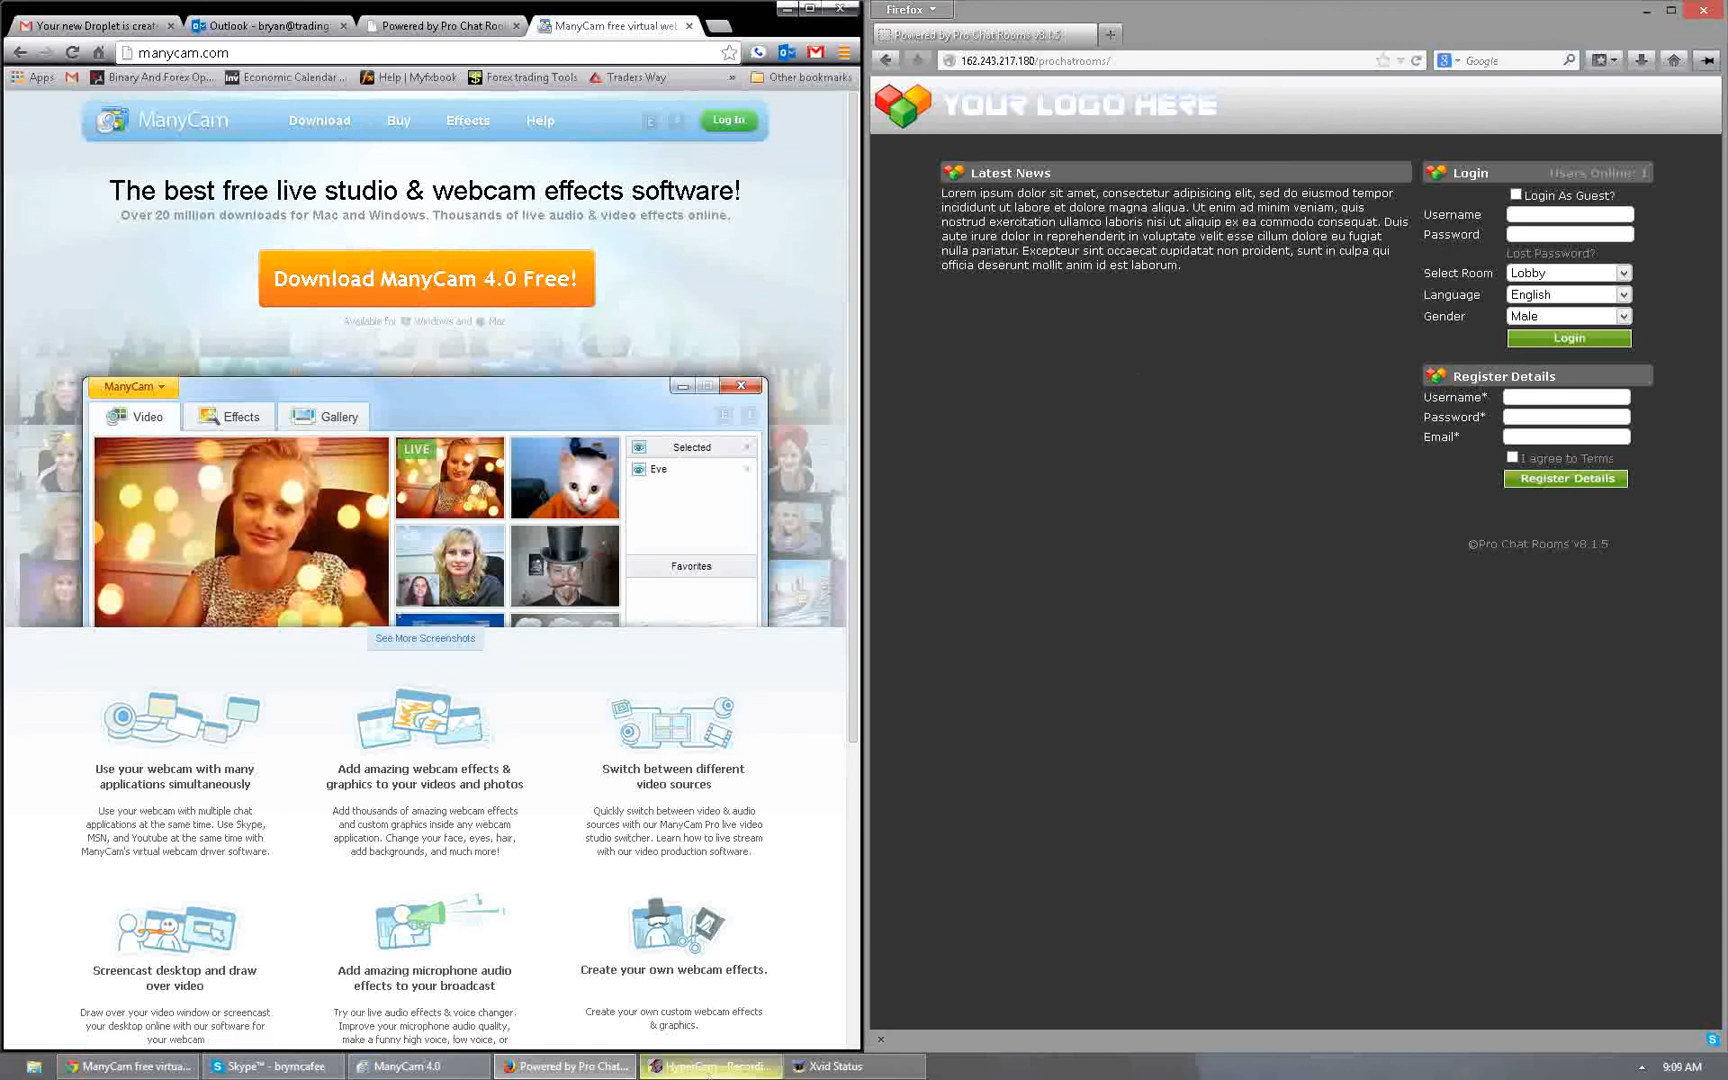 Your new Droplet is creat
Outlook - bryan@trading
Powered by Pro Chat Roo
ManyCam free virtual wel
manycam.com
Apps
Binary And Forex Op...
Economic Calendar ...
Help | Myfxbook
Forex trading Tools
Traders Way
»
Other bookmarks
ManyCam
Download
Buy
Effects
Help
Log In
The best free live studio & webcam effects software!
Over 20 million downloads for Mac and Windows. Thousands of live audio & video effects online.
Download ManyCam 4.0 Free!
Available for Windows and Mac
ManyCam
Video
Effects
Gallery
LIVE
Selected
Eve
Favorites
See More Screenshots
Use your webcam with many
applications simultaneously
Use your webcam with multiple chat
applications at the same time. Use Skype,
MSN, and Youtube at the same time with
ManyCam's virtual webcam driver software.
Add amazing webcam effects &
graphics to your videos and photos
Add thousands of amazing webcam effects
and custom graphics inside any webcam
application. Change your face, eyes, hair,
add backgrounds, and much more!
Switch between different
video sources
Quickly switch between video & audio
sources with our ManyCam Pro live video
studio switcher. Learn how to live stream
with our video production software.
Screencast desktop and draw
over video
Draw over your video window or screencast
your desktop online with our software for
your webcam
Add amazing microphone audio
effects to your broadcast
Try our live audio effects & voice changer.
Improve your microphone audio quality,
make a funny high voice, low voice, or
Create your own webcam effects.
Create your own custom webcam effects
& graphics.
Firefox
Powered by Pro Chat Rooms v8.1.5
162.243.217.180/prochatrooms/
Google
YOUR LOGO HERE
Latest News
Lorem ipsum dolor sit amet, consectetur adipisicing elit, sed do eiusmod tempor
incididunt ut labore et dolore magna aliqua. Ut enim ad minim veniam, quis
nostrud exercitation ullamco laboris nisi ut aliquip ex ea commodo consequat. Duis
aute irure dolor in reprehenderit in voluptate velit esse cillum dolore eu fugiat
nulla pariatur. Excepteur sint occaecat cupidatat non proident, sunt in culpa qui
officia deserunt mollit anim id est laborum.
Login
Users Online: 1
Login As Guest?
Username
Password
Lost Password?
Select Room
Lobby
Language
English
Gender
Male
Login
Register Details
Username*
Password*
Email*
I agree to Terms
Register Details
©Pro Chat Rooms v8.1.5
ManyCam free virtua...
Skype™ - brymcafee
ManyCam 4.0
Powered by Pro Chat...
HyperCam - Recordi...
Xvid Status
9:09 AM